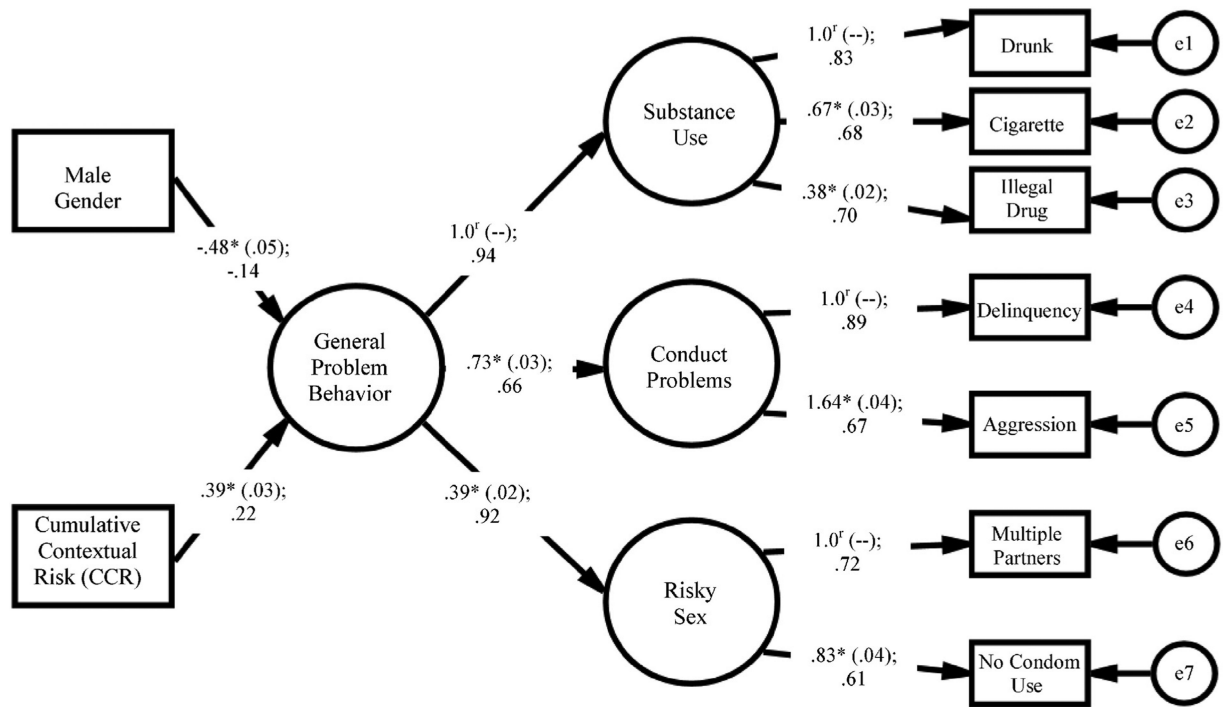 Male
Gender
Cumulative
Contextual
Risk (CCR)
-.48* (.05);
-.14
.39* (.03);
.22
General
Problem
Behavior
1.0ʳ (--);
.94
.73* (.03);
.66
.39* (.02);
.92
Substance
Use
Conduct
Problems
Risky
Sex
1.0ʳ (--);
.83
.67* (.03);
.68
.38* (.02);
.70
1.0ʳ (--);
.89
1.64* (.04);
.67
1.0ʳ (--);
.72
.83* (.04);
.61
Drunk
Cigarette
Illegal
Drug
Delinquency
Aggression
Multiple
Partners
No Condom
Use
e1
e2
e3
e4
e5
e6
e7